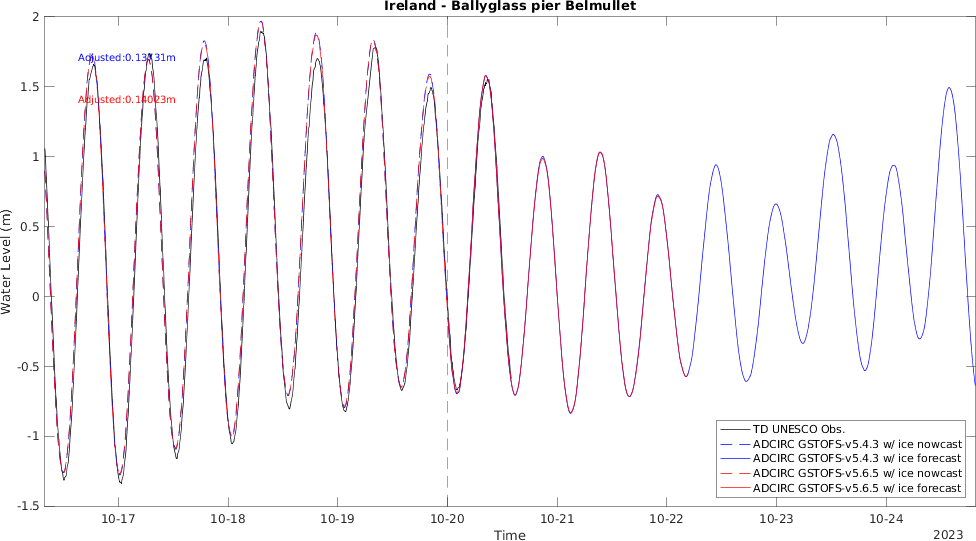 Ireland - Ballyglass pier Belmullet
2
1.5
1
0.5
0
-0.5
-1
-1.5
Water Level (m)
Adjusted:0.13731m
Adjusted:0.14023m
TD UNESCO Obs.
ADCIRC GSTOFS-v5.4.3 w/ ice nowcast
ADCIRC GSTOFS-v5.4.3 w/ ice forecast
ADCIRC GSTOFS-v5.6.5 w/ ice nowcast
ADCIRC GSTOFS-v5.6.5 w/ ice forecast
10-17 10-18 10-19 10-20 10-21 10-22 10-23 10-24
Time
2023